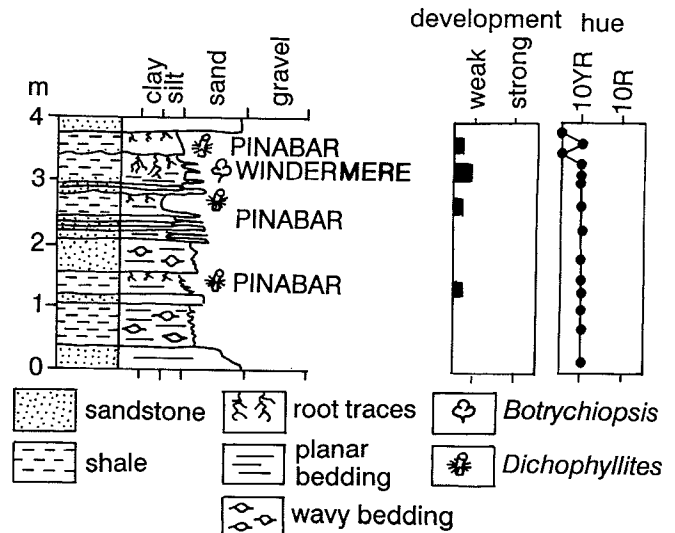 development hue
clay
silt
sand
gravel
weak
strong
10YR
10R
m
4
PINABAR
WINDERMERE
3
PINABAR
2
PINABAR
1
0
sandstone
root traces
Botrychiopsis
shale
planar
bedding
Dichophyllites
wavy bedding